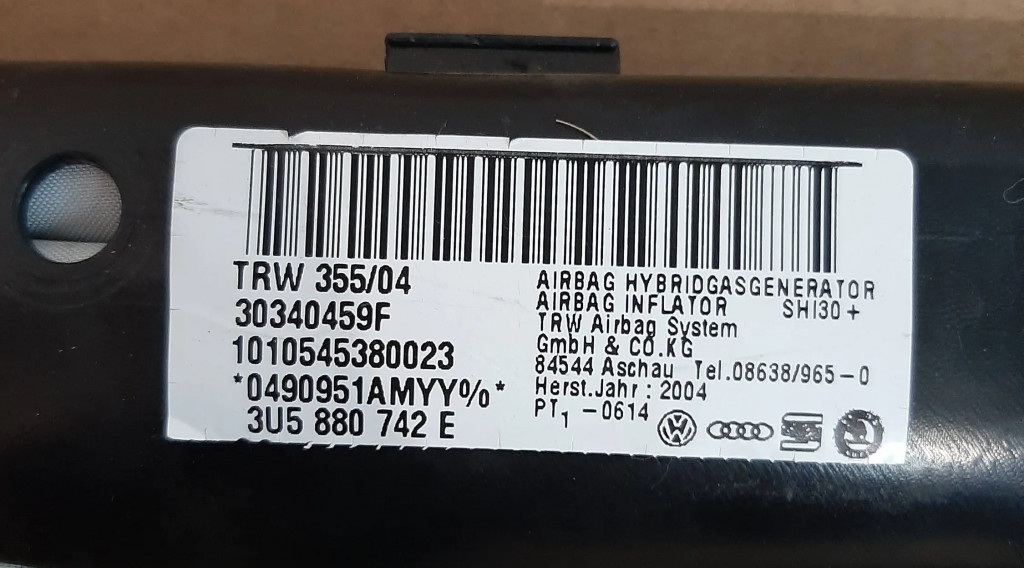 TRW 355/04
30340459F
1010545380023
*0490951AMYY%*
3U5 880 742 E
AIRBAG HYBRIDGASGENERATOR
AIRBAG INFLATOR SHI30+
TRW Airbag System
GmbH & CO.KG
84544 Aschau Tel.08638/965-0
Herst.Jahr: 2004
PT1 -0614